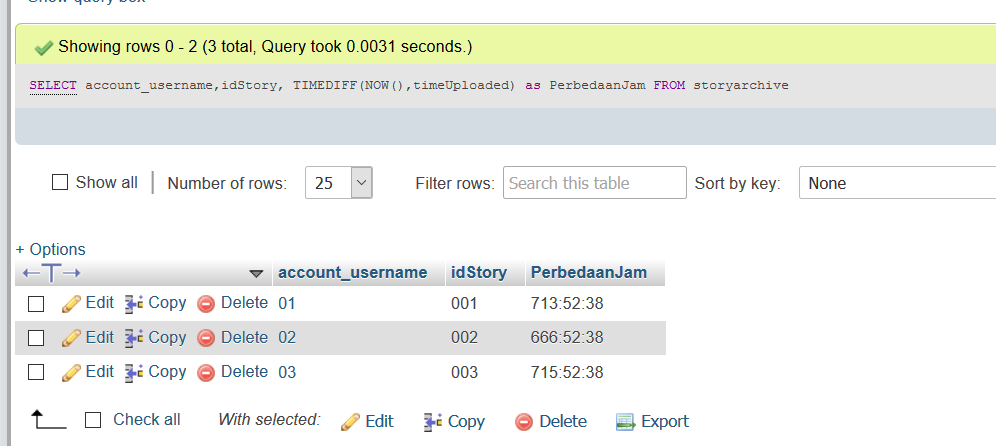 Show query box
Showing rows 0 - 2 (3 total, Query took 0.0031 seconds.)
SELECT account_username,idStory, TIMEDIFF(NOW(),timeUploaded) as PerbedaanJam FROM storyarchive
Show all | Number of rows: 25 Filter rows: Search this table Sort by key: None
+ Options
←T→ account_username idStory PerbedaanJam
Edit Copy Delete 01 001 713:52:38
Edit Copy Delete 02 002 666:52:38
Edit Copy Delete 03 003 715:52:38
Check all With selected: Edit Copy Delete Export